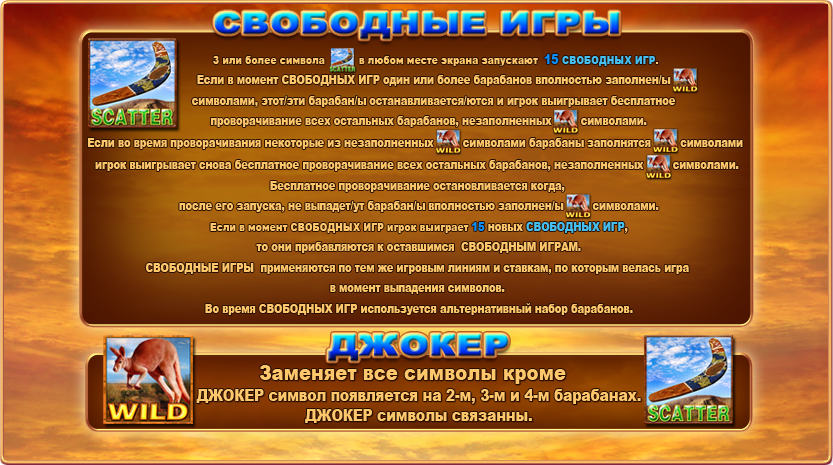 СВОБОДНЫЕ ИГРЫ
SCATTER
3 или более символа SCATTER в любом месте экрана запускают 15 СВОБОДНЫХ ИГР.
Если в момент СВОБОДНЫХ ИГР один или более барабанов вполностью заполнен/ы WILD
символами, этот/эти барабан/ы останавливается/ются и игрок выигрывает бесплатное
проворачивание всех остальных барабанов, незаполненных WILD символами.
Если во время проворачивания некоторые из незаполненных WILD символами барабаны заполнятся WILD символами
игрок выигрывает снова бесплатное проворачивание всех остальных барабанов, незаполненных WILD символами.
Бесплатное проворачивание остановливается когда,
после его запуска, не выпадет/ут барабан/ы вполностью заполнен/ы WILD символами.
Если в момент СВОБОДНЫХ ИГР игрок выиграет 15 новых СВОБОДНЫХ ИГР,
то они прибавляются к оставшимся СВОБОДНЫМ ИГРАМ.
СВОБОДНЫЕ ИГРЫ применяются по тем же игровым линиям и ставкам, по которым велась игра
в момент выпадения символов.
Во время СВОБОДНЫХ ИГР используется альтернативный набор барабанов.
ДЖОКЕР
WILD
Заменяет все символы кроме
ДЖОКЕР символ появляется на 2-м, 3-м и 4-м барабанах.
ДЖОКЕР символы связанны.
SCATTER